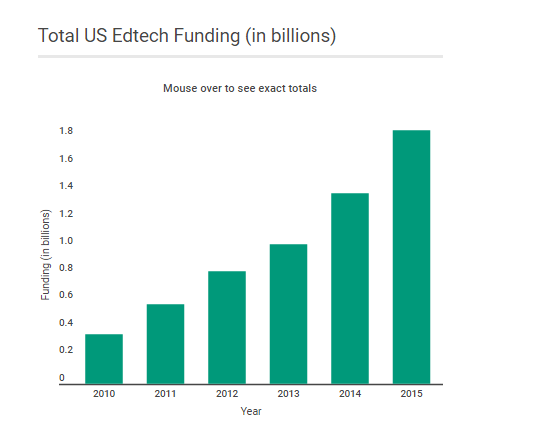 Total US Edtech Funding (in billions)
Mouse over to see exact totals
1.8
1.6
1.4
1.2
1.0
0.8
0.6
0.4
0.2
0
Funding (in billions)
2010 2011 2012 2013 2014 2015
Year